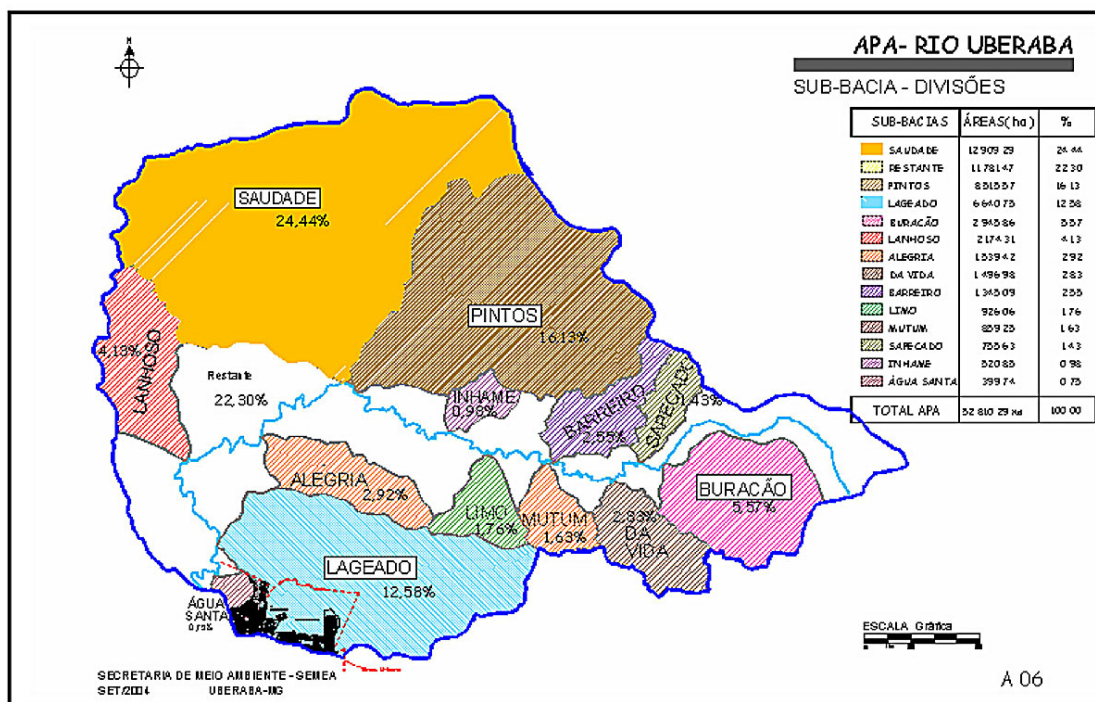 N
APA- RIO UBERABA
SUB-BACIA - DIVISÕES
SUB-BACIAS ÁREAS(ha) %
SAUDADE 12909 29 24 44
RESTANTE 11781 47 22 30
PINTOS 8515 57 16 13
LAGEADO 6640 75 12 58
BURACÃO 2945 86 5 57
LANHOSO 2174 31 4 13
ALEGRIA 1539 42 2 92
DA VIDA 1496 98 2 83
BARREIRO 1345 09 2 55
LIMO 926 06 1 76
MUTUM 859 25 1 63
SAPECADO 755 63 1 43
INHAME 520 85 0 98
ÁGUA SANTA 399 74 0 75
TOTAL APA 52 810 29 ha 100 00
SAUDADE
24,44%
PINTOS
16,13%
4,13%
LANHOSO
Restante
22,30%
INHAME
0,98%
BARREIRO
2,55%
SAPECADO
1,43%
ALEGRIA
2,92%
LIMO
1,76%
MUTUM
1,63%
2,83%
DA VIDA
BURACÃO
5,57%
LAGEADO
12,58%
ÁGUA
SANTA
0,75%
ESCALA Gráfica
SECRETARIA DE MEIO AMBIENTE -SEMEA
SET/2004 UBERABA-MG
A 06